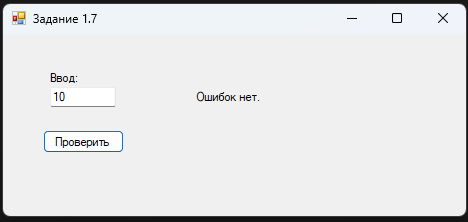 Задание 1.7
Ввод:
10
Ошибок нет.
Проверить